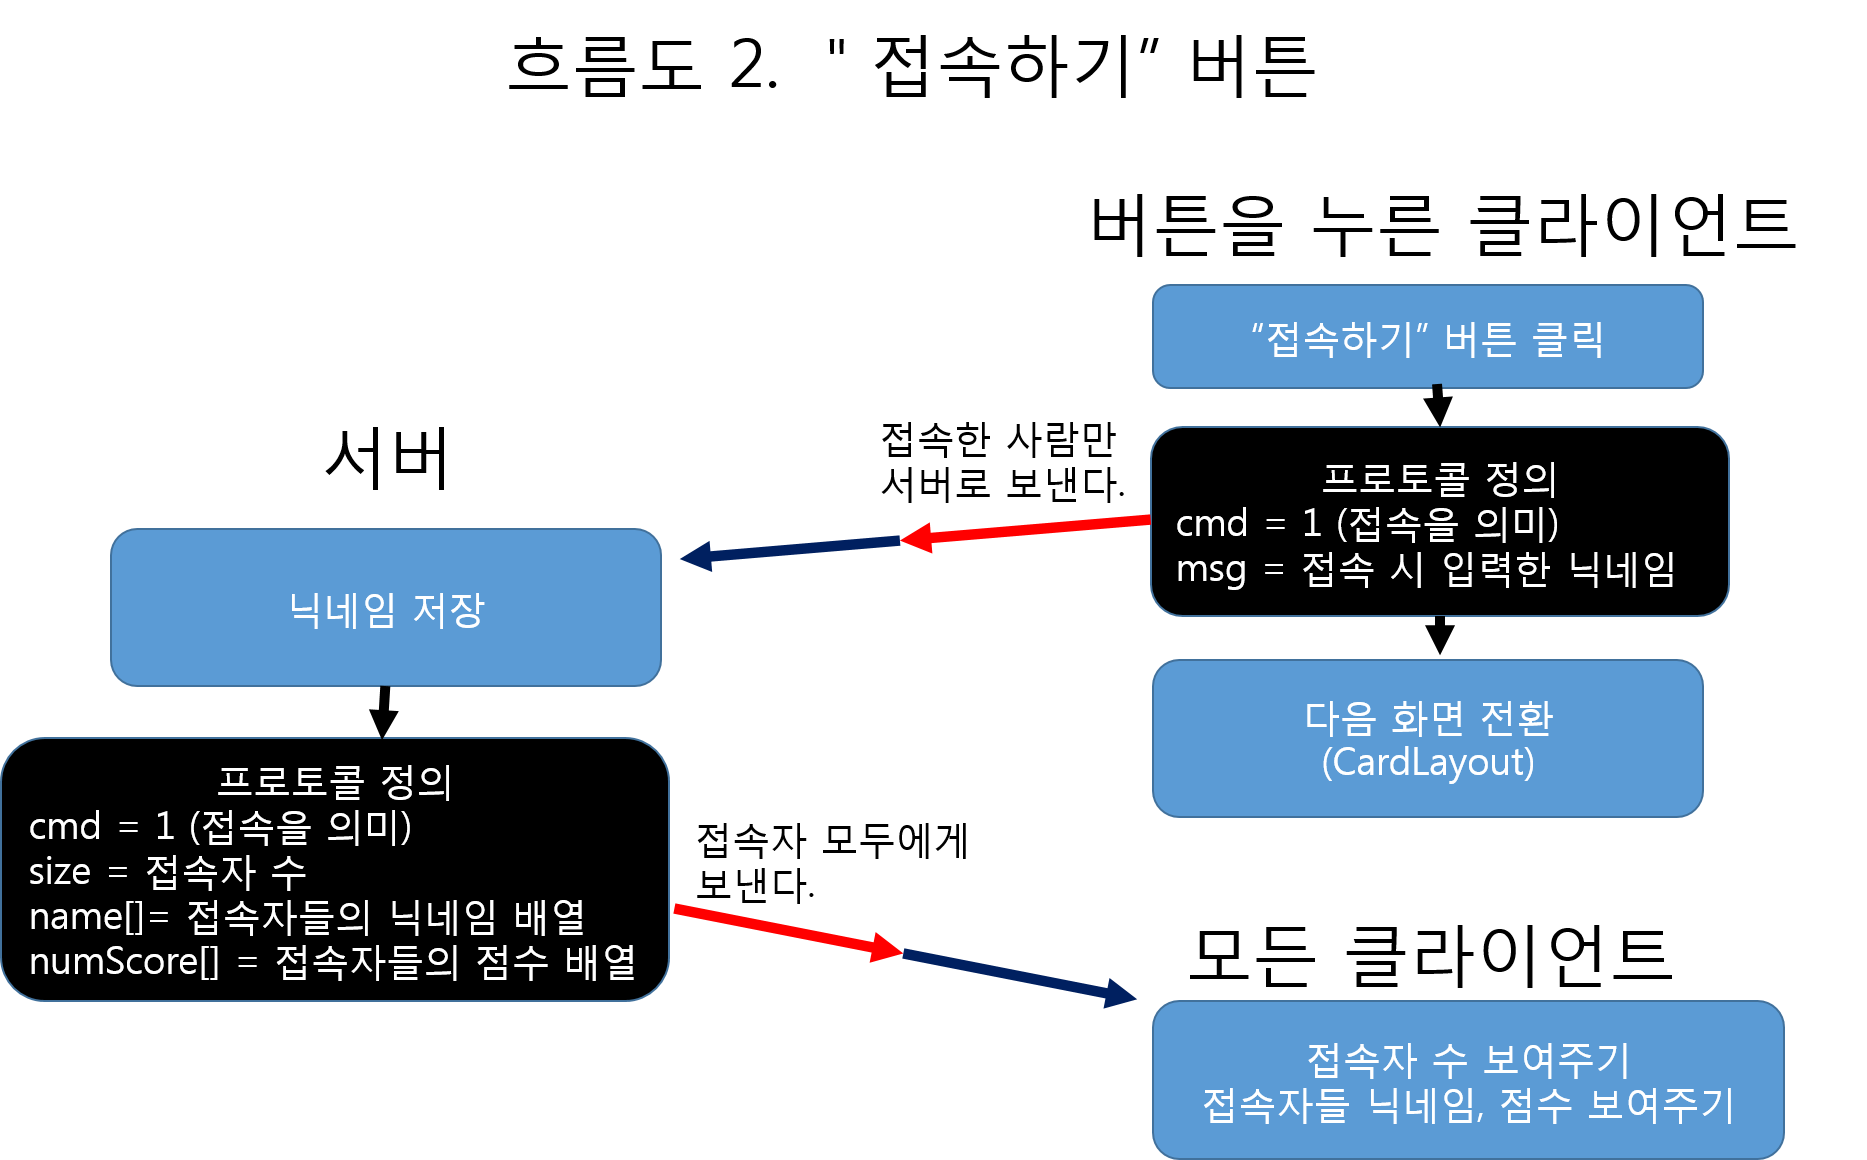 흐름도 2. " 접속하기” 버튼
버튼을 누른 클라이언트
“접속하기” 버튼 클릭
접속한 사람만
서버로 보낸다.
프로토콜 정의
cmd = 1 (접속을 의미)
msg = 접속 시 입력한 닉네임
다음 화면 전환
(CardLayout)
서버
닉네임 저장
프로토콜 정의
cmd = 1 (접속을 의미)
size = 접속자 수
name[]= 접속자들의 닉네임 배열
numScore[] = 접속자들의 점수 배열
접속자 모두에게
보낸다.
모든 클라이언트
접속자 수 보여주기
접속자들 닉네임, 점수 보여주기